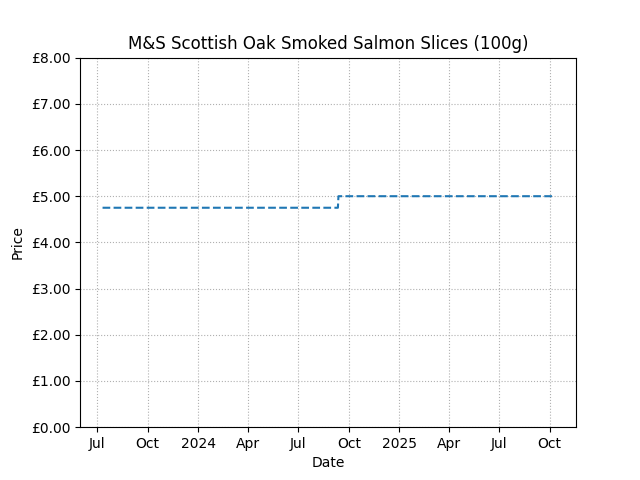 M&S Scottish Oak Smoked Salmon Slices (100g)
£8.00
£7.00
£6.00
£5.00
£4.00
£3.00
£2.00
£1.00
£0.00
Price
Jul Oct 2024 Apr Jul Oct 2025 Apr Jul Oct
Date